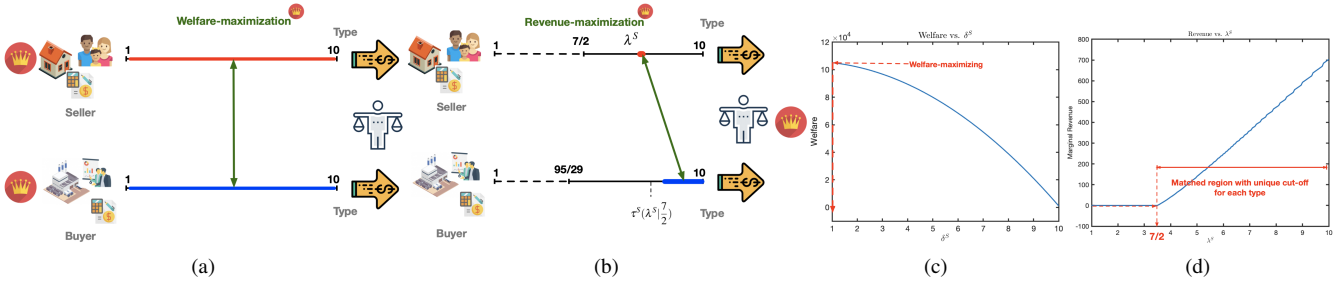 Welfare-maximization
Type
1
10
Seller
1
10
Type
Buyer
(a)
Revenue-maximization
Type
1
7/2
λ^S
10
Seller
1
95/29
10
τ^S(λ^S|7/2)
Type
Buyer
(b)
Welfare vs. δ^S
×10^4
12
10
8
6
4
2
0
Welfare
Welfare-maximizing
1
2
3
4
5
6
7
8
9
10
δ^S
(c)
Revenue vs. λ^S
800
700
600
500
400
300
200
100
0
-100
Marginal Revenue
Matched region with unique cut-off
for each type
1
2
3
4
5
6
7
8
9
10
7/2
λ^S
(d)